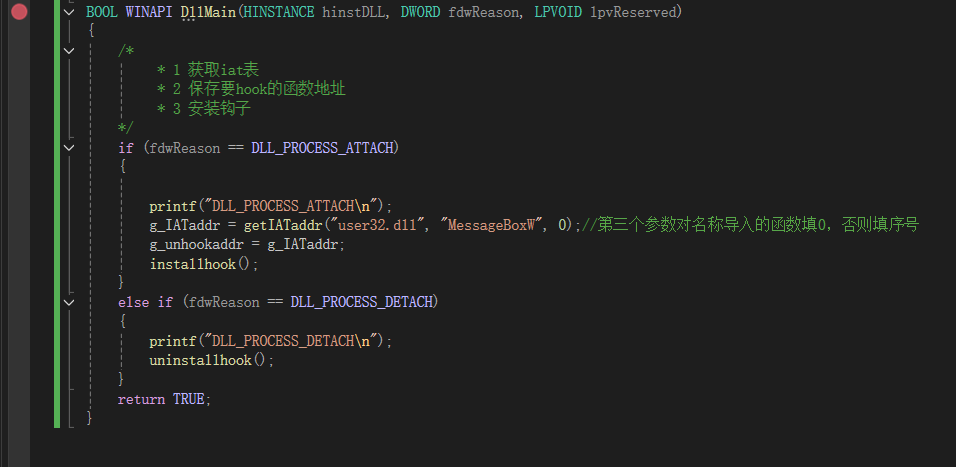 BOOL WINAPI DllMain(HINSTANCE hinstDLL, DWORD fdwReason, LPVOID lpvReserved)
{
/*
* 1 获取iat表
* 2 保存要hook的函数地址
* 3 安装钩子
*/
if (fdwReason == DLL_PROCESS_ATTACH)
{
printf("DLL_PROCESS_ATTACH\n");
g_IATaddr = getIATaddr("user32.dll", "MessageBoxW", 0);//第三个参数对名称导入的函数填0，否则填序号
g_unhookaddr = g_IATaddr;
installhook();
}
else if (fdwReason == DLL_PROCESS_DETACH)
{
printf("DLL_PROCESS_DETACH\n");
uninstallhook();
}
return TRUE;
}